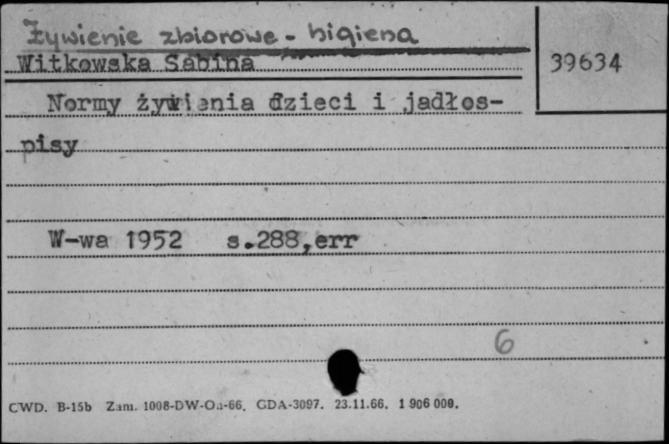 Żywienie zbiorowe - higiena
Witkowska Sabina
39634
Normy żywienia dzieci i jadłos-
pisy
W-wa 1952 s.288,err
6
CWD. B-15b Zam. 1008-DW-Oa-66. GDA-3097. 23.11.66. 1 906 000.